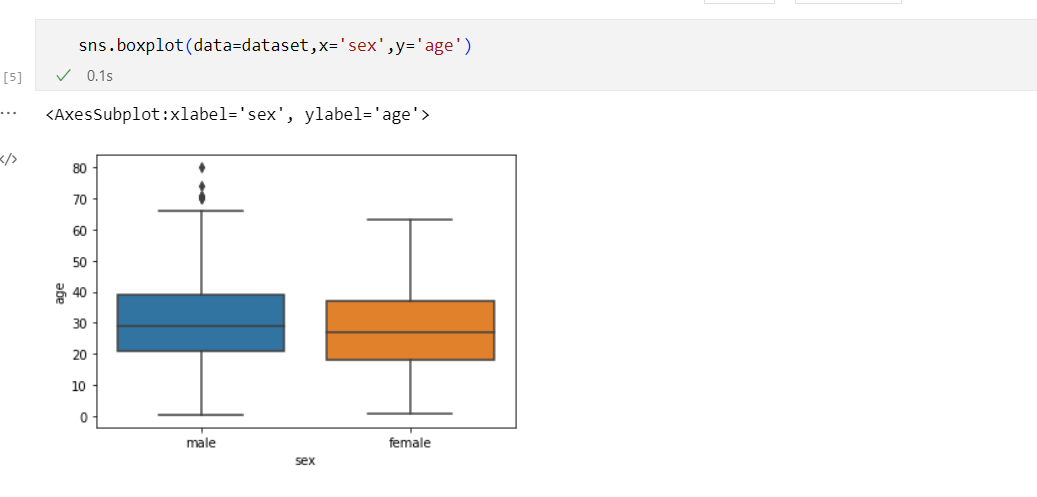 sns.boxplot(data=dataset,x='sex',y='age')
[5]
0.1s
...
<AxesSubplot:xlabel='sex', ylabel='age'>
</>
80
70
60
50
40
30
20
10
0
age
male female
sex